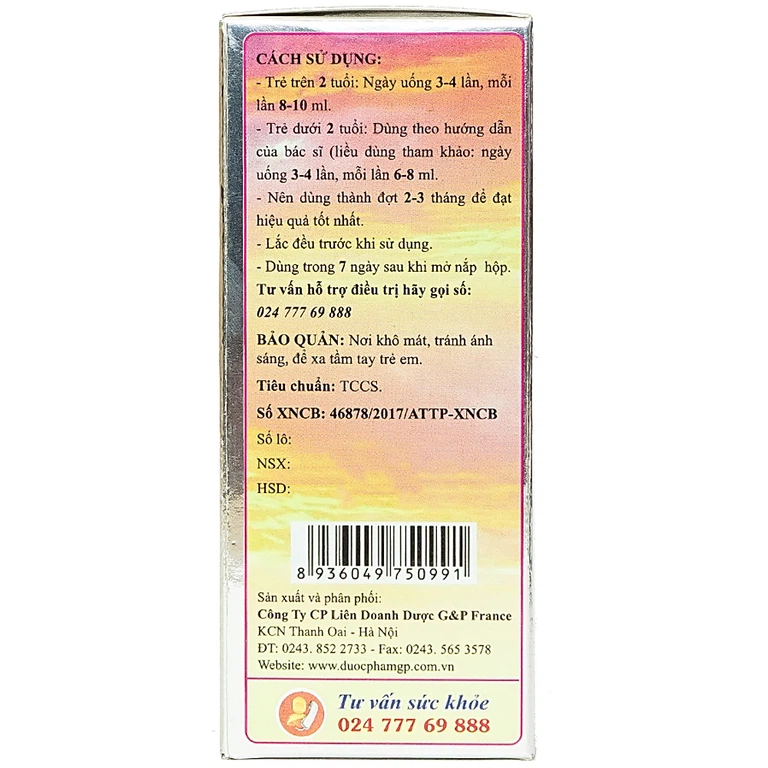 CÁCH SỬ DỤNG:
- Trẻ trên 2 tuổi: Ngày uống 3-4 lần, mỗi
lần 8-10 ml.
- Trẻ dưới 2 tuổi: Dùng theo hướng dẫn
của bác sĩ (liều dùng tham khảo: ngày
uống 3-4 lần, mỗi lần 6-8 ml.
- Nên dùng thành đợt 2-3 tháng để đạt
hiệu quả tốt nhất.
- Lắc đều trước khi sử dụng.
- Dùng trong 7 ngày sau khi mở nắp hộp.
Tư vấn hỗ trợ điều trị hãy gọi số:
024 777 69 888
BẢO QUẢN: Nơi khô mát, tránh ánh
sáng, để xa tầm tay trẻ em.
Tiêu chuẩn: TCCS.
Số XNCB: 46878/2017/ATTP-XNCB
Số lô:
NSX:
HSD:
8 936049 750991
Sản xuất và phân phối:
Công Ty CP Liên Doanh Dược G&P France
KCN Thanh Oai - Hà Nội
ĐT: 0243. 852 2733 - Fax: 0243. 565 3578
Website: www.duocphamgp.com.vn
Tư vấn sức khỏe
024 777 69 888